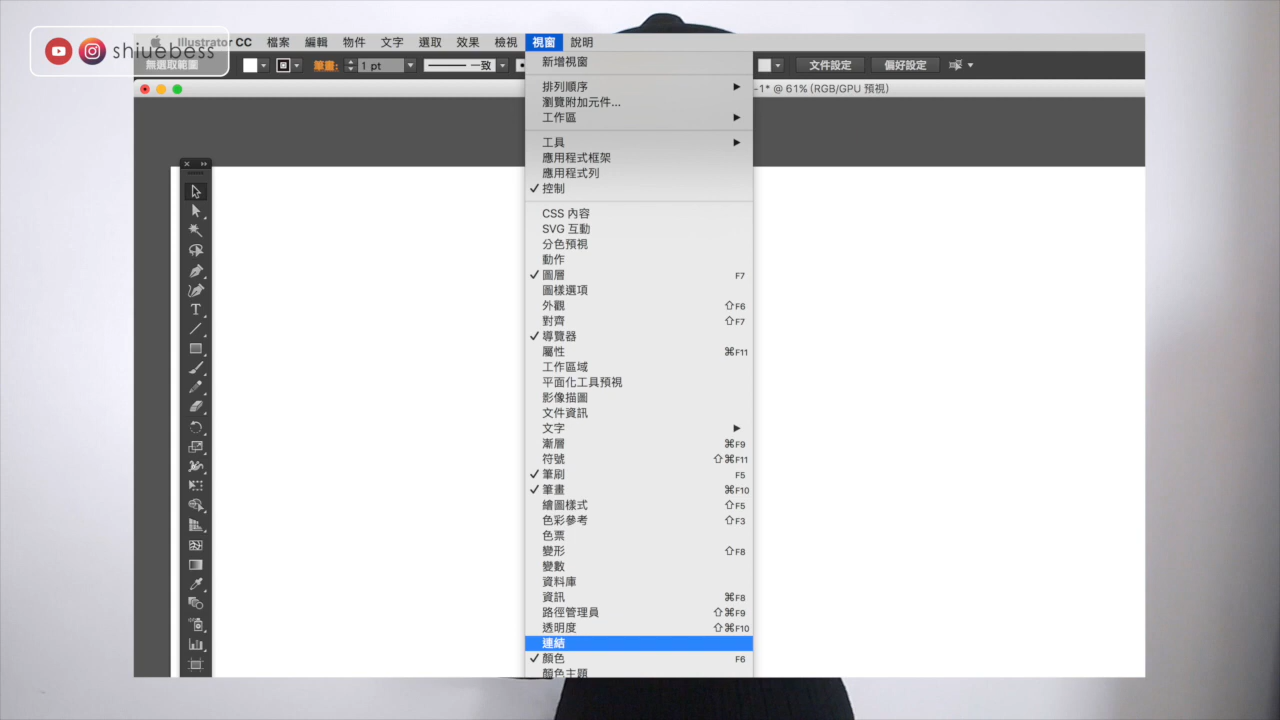 shiuebess
Illustrator CC 檔案 編輯 物件 文字 選取 效果 檢視 視窗 說明
無選取範圍 筆畫: 1 pt 一致 文件設定 偏好設定
-1* @ 61% (RGB/GPU 預視)
新增視窗
排列順序
瀏覽附加元件...
工作區
工具
應用程式框架
應用程式列
控制
CSS 內容
SVG 互動
分色預視
動作
圖層 F7
圖樣選項
外觀 ⇧F6
對齊 ⇧F7
導覽器
屬性 ⌘F11
工作區域
平面化工具預視
影像描圖
文件資訊
文字
漸層 ⌘F9
符號 ⇧⌘F11
筆刷 F5
筆畫 ⌘F10
繪圖樣式 ⇧F5
色彩參考 ⇧F3
色票
變形 ⇧F8
變數
資料庫
資訊 ⌘F8
路徑管理員 ⇧⌘F9
透明度 ⇧⌘F10
連結
顏色 F6
顏色主題